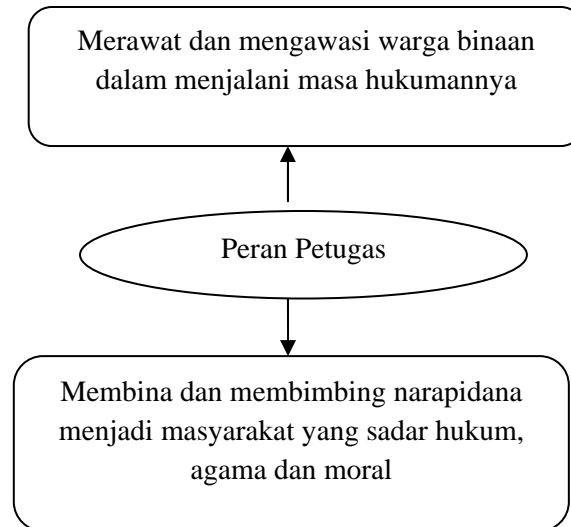 Merawat dan mengawasi warga binaan
dalam menjalani masa hukumannya
Peran Petugas
Membina dan membimbing narapidana
menjadi masyarakat yang sadar hukum,
agama dan moral